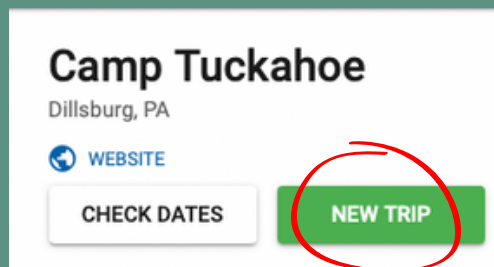 Camp Tuckahoe
Dillsburg, PA
WEBSITE
CHECK DATES NEW TRIP